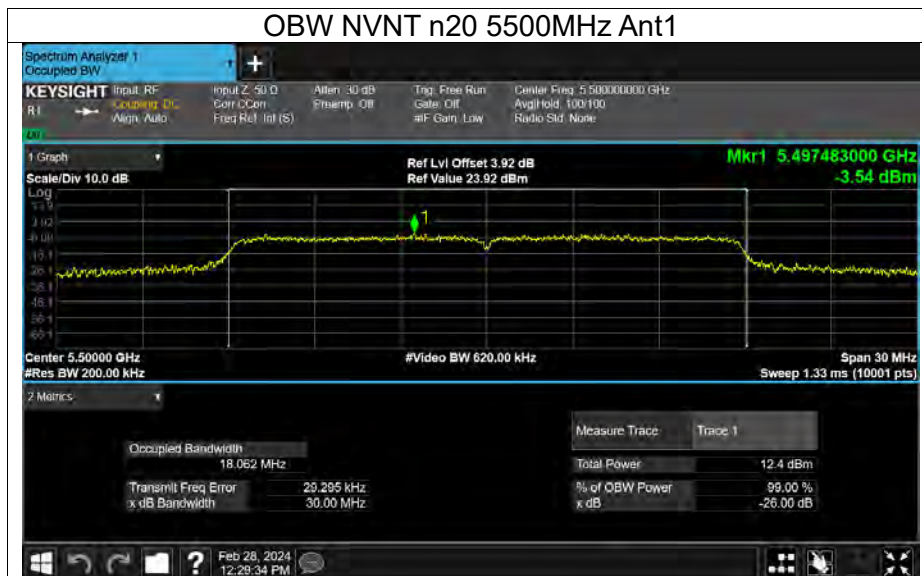 OBW NVNT n20 5500MHz Ant1
Spectrum Analyzer 1
Occupied BW
1
+
KEYSIGHT Input: RF Input Z: 50 Ω Atten: 30 dB Trig: Free Run Center Freq: 5.500000000 GHz
Coupling: DC Corr CCorr Preamp: Off Gate: Off Avg|Hold: 100/100
Align: Auto Freq Ref: Int (S) #IF Gain: Low Radio Std: None
1 Graph
Ref Lvl Offset 3.92 dB
Mkr1 5.497483000 GHz
Scale/Div 10.0 dB
Ref Value 23.92 dBm
-3.54 dBm
Log
13.9
3.92
1
Center 5.50000 GHz
#Video BW 620.00 kHz
Span 30 MHz
#Res BW 200.00 kHz
Sweep 1.33 ms (10001 pts)
2 Metrics
Measure Trace Trace 1
Occupied Bandwidth
18.062 MHz
Total Power 12.4 dBm
Transmit Freq Error 29.295 kHz
% of OBW Power 99.00 %
x dB Bandwidth 30.00 MHz
x dB -26.00 dB
?
Feb 28, 2024
12:29:34 PM